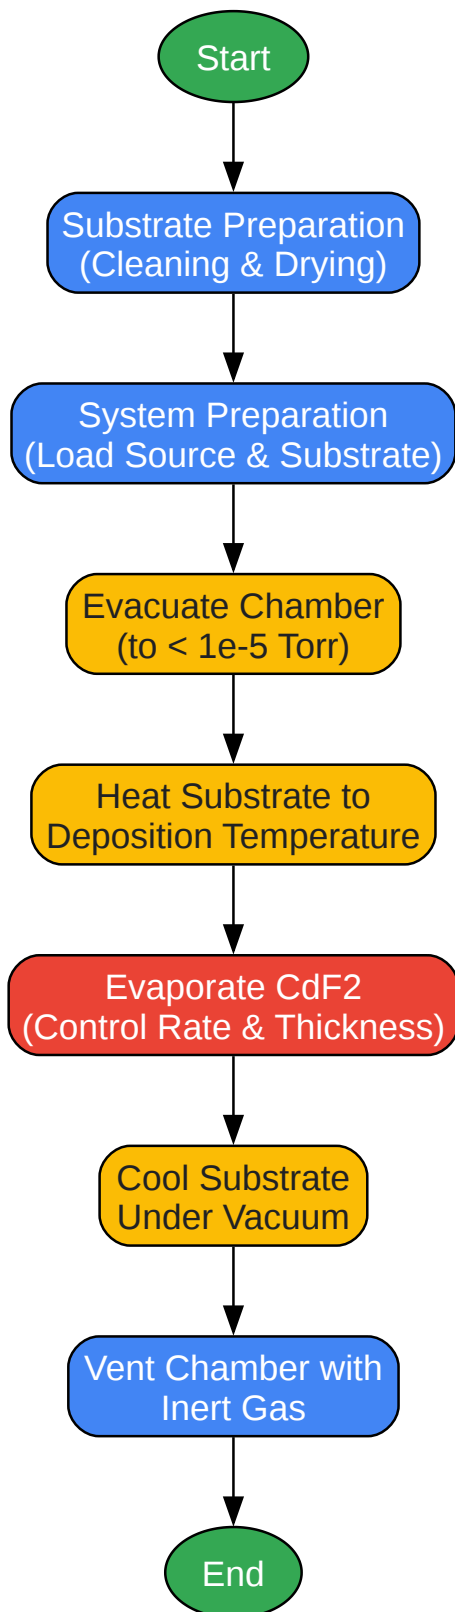 Start
Substrate Preparation
(Cleaning & Drying)
System Preparation
(Load Source & Substrate)
Evacuate Chamber
(to < 1e-5 Torr)
Heat Substrate to
Deposition Temperature
Evaporate CdF2
(Control Rate & Thickness)
Cool Substrate
Under Vacuum
Vent Chamber with
Inert Gas
End